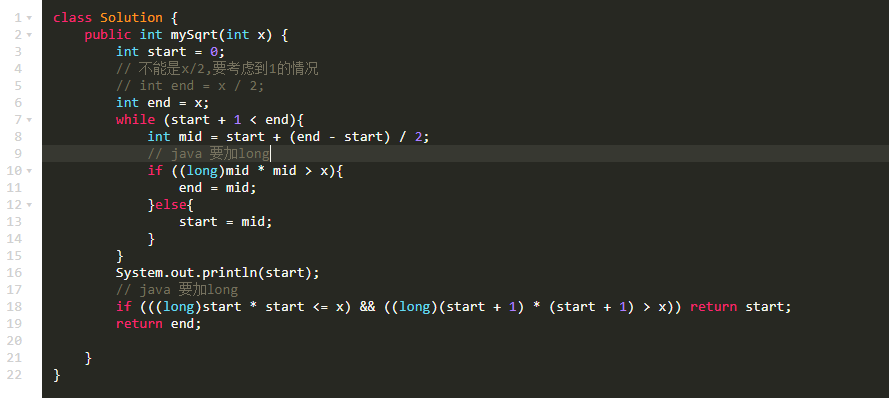 1 class Solution {
2 public int mySqrt(int x) {
3 int start = 0;
4 // 不能是x/2,要考虑到1的情况
5 // int end = x / 2;
6 int end = x;
7 while (start + 1 < end){
8 int mid = start + (end - start) / 2;
9 // java 要加long
10 if ((long)mid * mid > x){
11 end = mid;
12 }else{
13 start = mid;
14 }
15 }
16 System.out.println(start);
17 // java 要加long
18 if (((long)start * start <= x) && ((long)(start + 1) * (start + 1) > x)) return start;
19 return end;
20
21 }
22 }